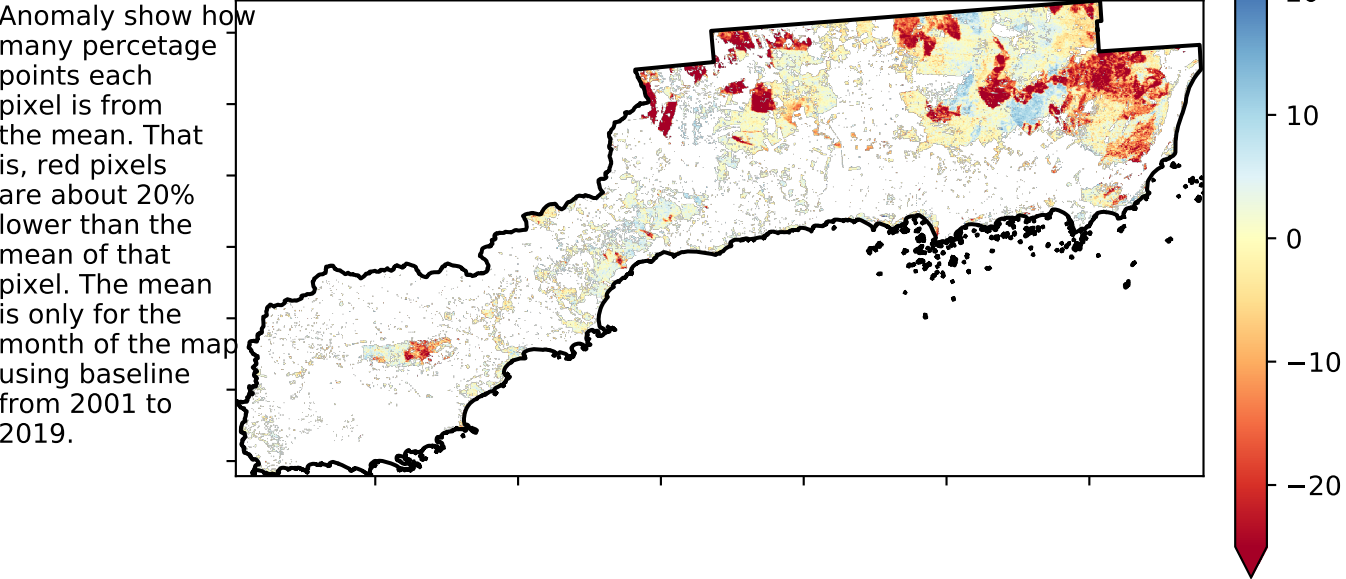 Anomaly show how
many percetage
points each
pixel is from
the mean. That
is, red pixels
are about 20%
lower than the
mean of that
pixel. The mean
is only for the
month of the map
using baseline
from 2001 to
2019.
10
0
−10
−20